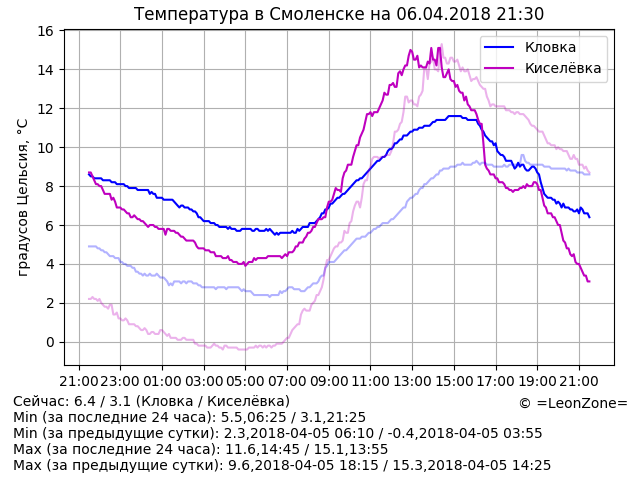 Температура в Смоленске на 06.04.2018 21:30
градусов Цельсия, °C
16
14
12
10
8
6
4
2
0
Кловка
Киселёвка
21:00 23:00 01:00 03:00 05:00 07:00 09:00 11:00 13:00 15:00 17:00 19:00 21:00
Сейчас: 6.4 / 3.1 (Кловка / Киселёвка)
© =LeonZone=
Min (за последние 24 часа): 5.5,06:25 / 3.1,21:25
Min (за предыдущие сутки): 2.3,2018-04-05 06:10 / -0.4,2018-04-05 03:55
Max (за последние 24 часа): 11.6,14:45 / 15.1,13:55
Max (за предыдущие сутки): 9.6,2018-04-05 18:15 / 15.3,2018-04-05 14:25